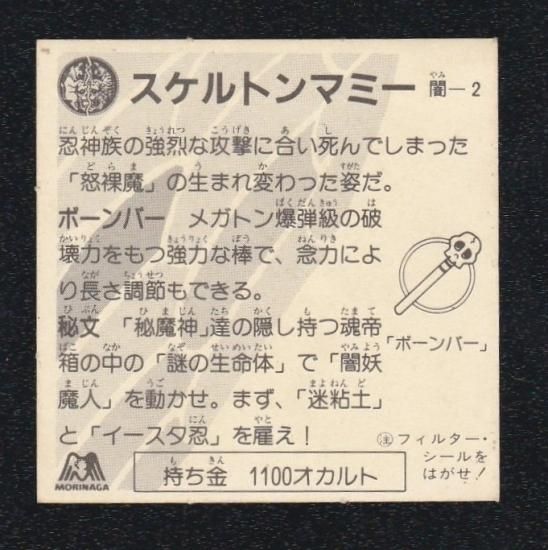 スケルトンマミー 闇―2
忍神族の強烈な攻撃に合い死んでしまった
「怒裸魔」の生まれ変わった姿だ。
ボーンバー メガトン爆弾級の破
壊力をもつ強力な棒で、念力によ
り長さ調節もできる。
秘文 「秘魔神」達の隠し持つ魂帝
箱の中の「謎の生命体」で「闇妖
魔人」を動かせ。まず、「迷粘土」
と「イースタ忍」を雇え!
「ボーンバー」
注フィルター・
シールを
はがせ!
MORINAGA
持ち金 1100オカルト